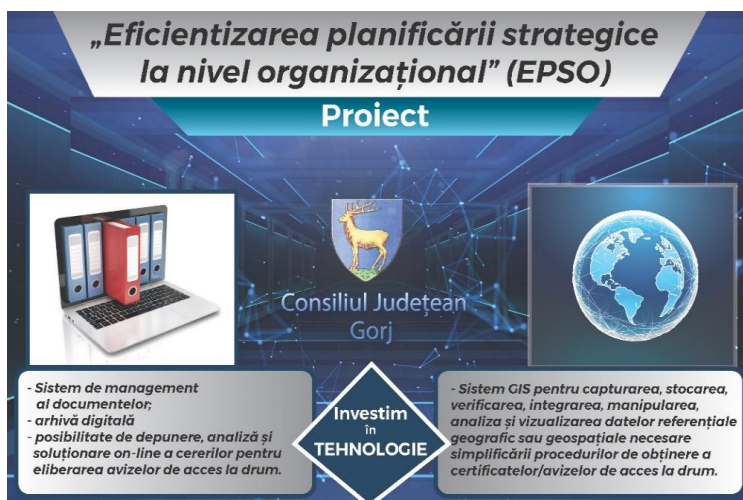 „Eficientizarea planificării strategice
la nivel organizațional” (EPSO)
Proiect
Consiliul Județean
Gorj
- Sistem de management
al documentelor;
- arhivă digitală
- posibilitate de depunere, analiză și
soluționare on-line a cererilor pentru
eliberarea avizelor de acces la drum.
Investim
în
TEHNOLOGIE
- Sistem GIS pentru capturarea, stocarea,
verificarea, integrarea, manipularea,
analiza și vizualizarea datelor referențiale
geografic sau geospațiale necesare
simplificării procedurilor de obținere a
certificatelor/avizelor de acces la drum.